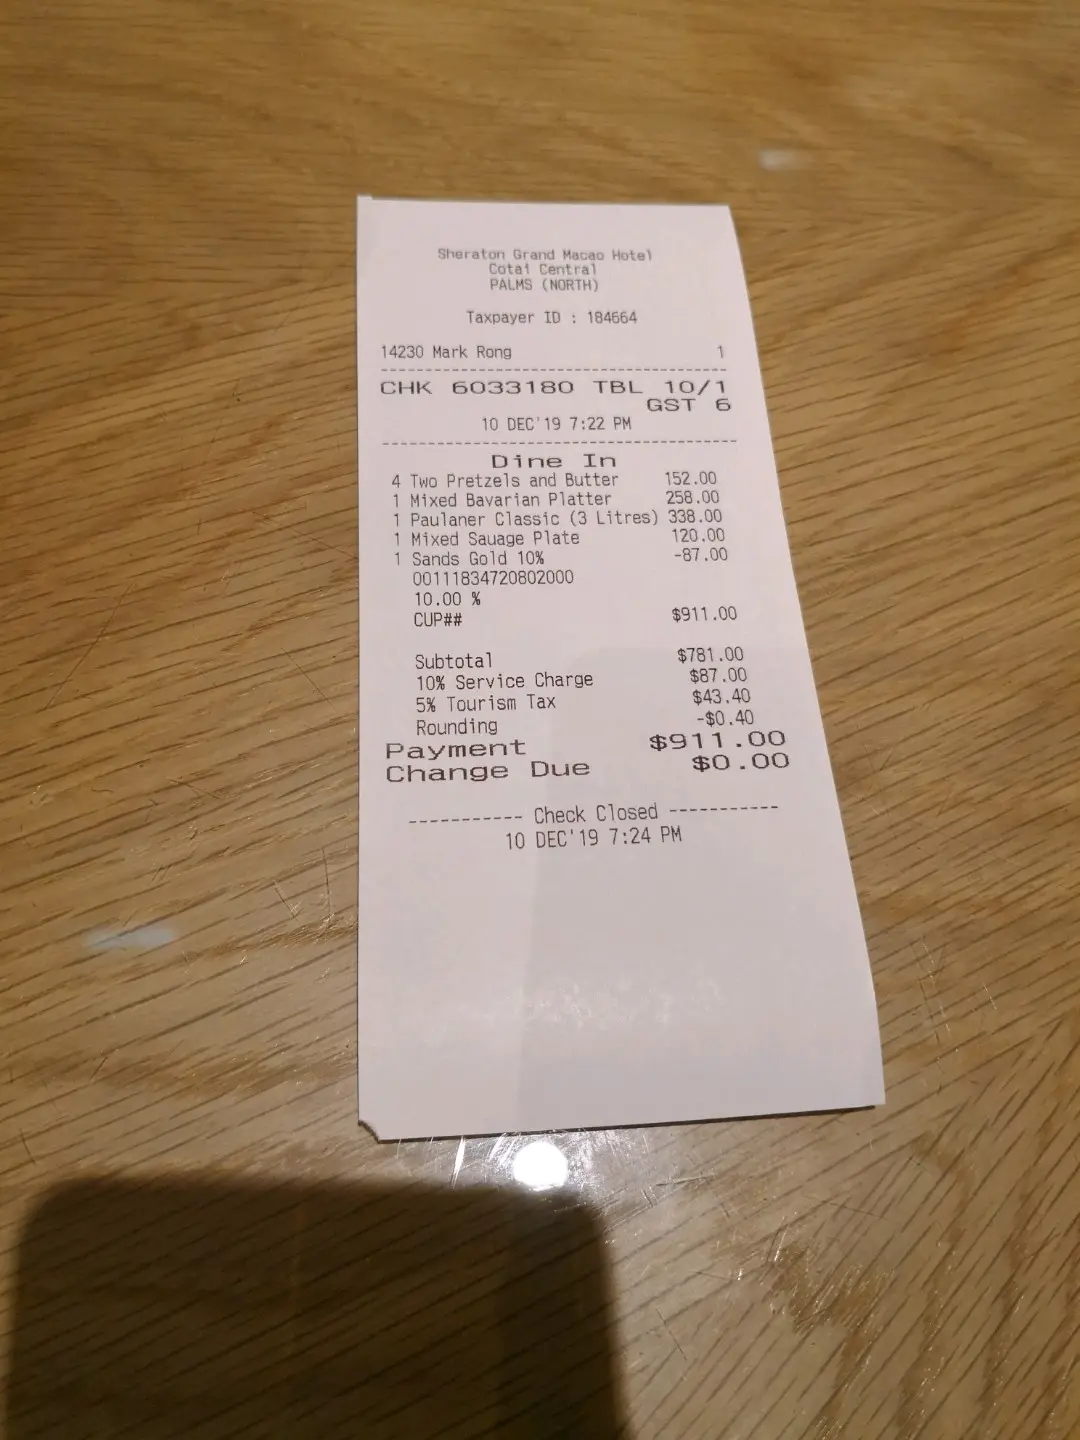 Sheraton Grand Macao Hotel
Cotai Central
PALMS (NORTH)
Taxpayer ID : 184664
14230 Mark Rong 1
--------------------------------------------
CHK 6033180 TBL 10/1
GST 6
10 DEC'19 7:22 PM
--------------------------------------------
Dine In
4 Two Pretzels and Butter 152.00
1 Mixed Bavarian Platter 258.00
1 Paulaner Classic (3 Litres) 338.00
1 Mixed Sauage Plate 120.00
1 Sands Gold 10% -87.00
00111834720802000
10.00 %
CUP## $911.00
Subtotal $781.00
10% Service Charge $87.00
5% Tourism Tax $43.40
Rounding -$0.40
Payment $911.00
Change Due $0.00
----------- Check Closed -----------
10 DEC'19 7:24 PM